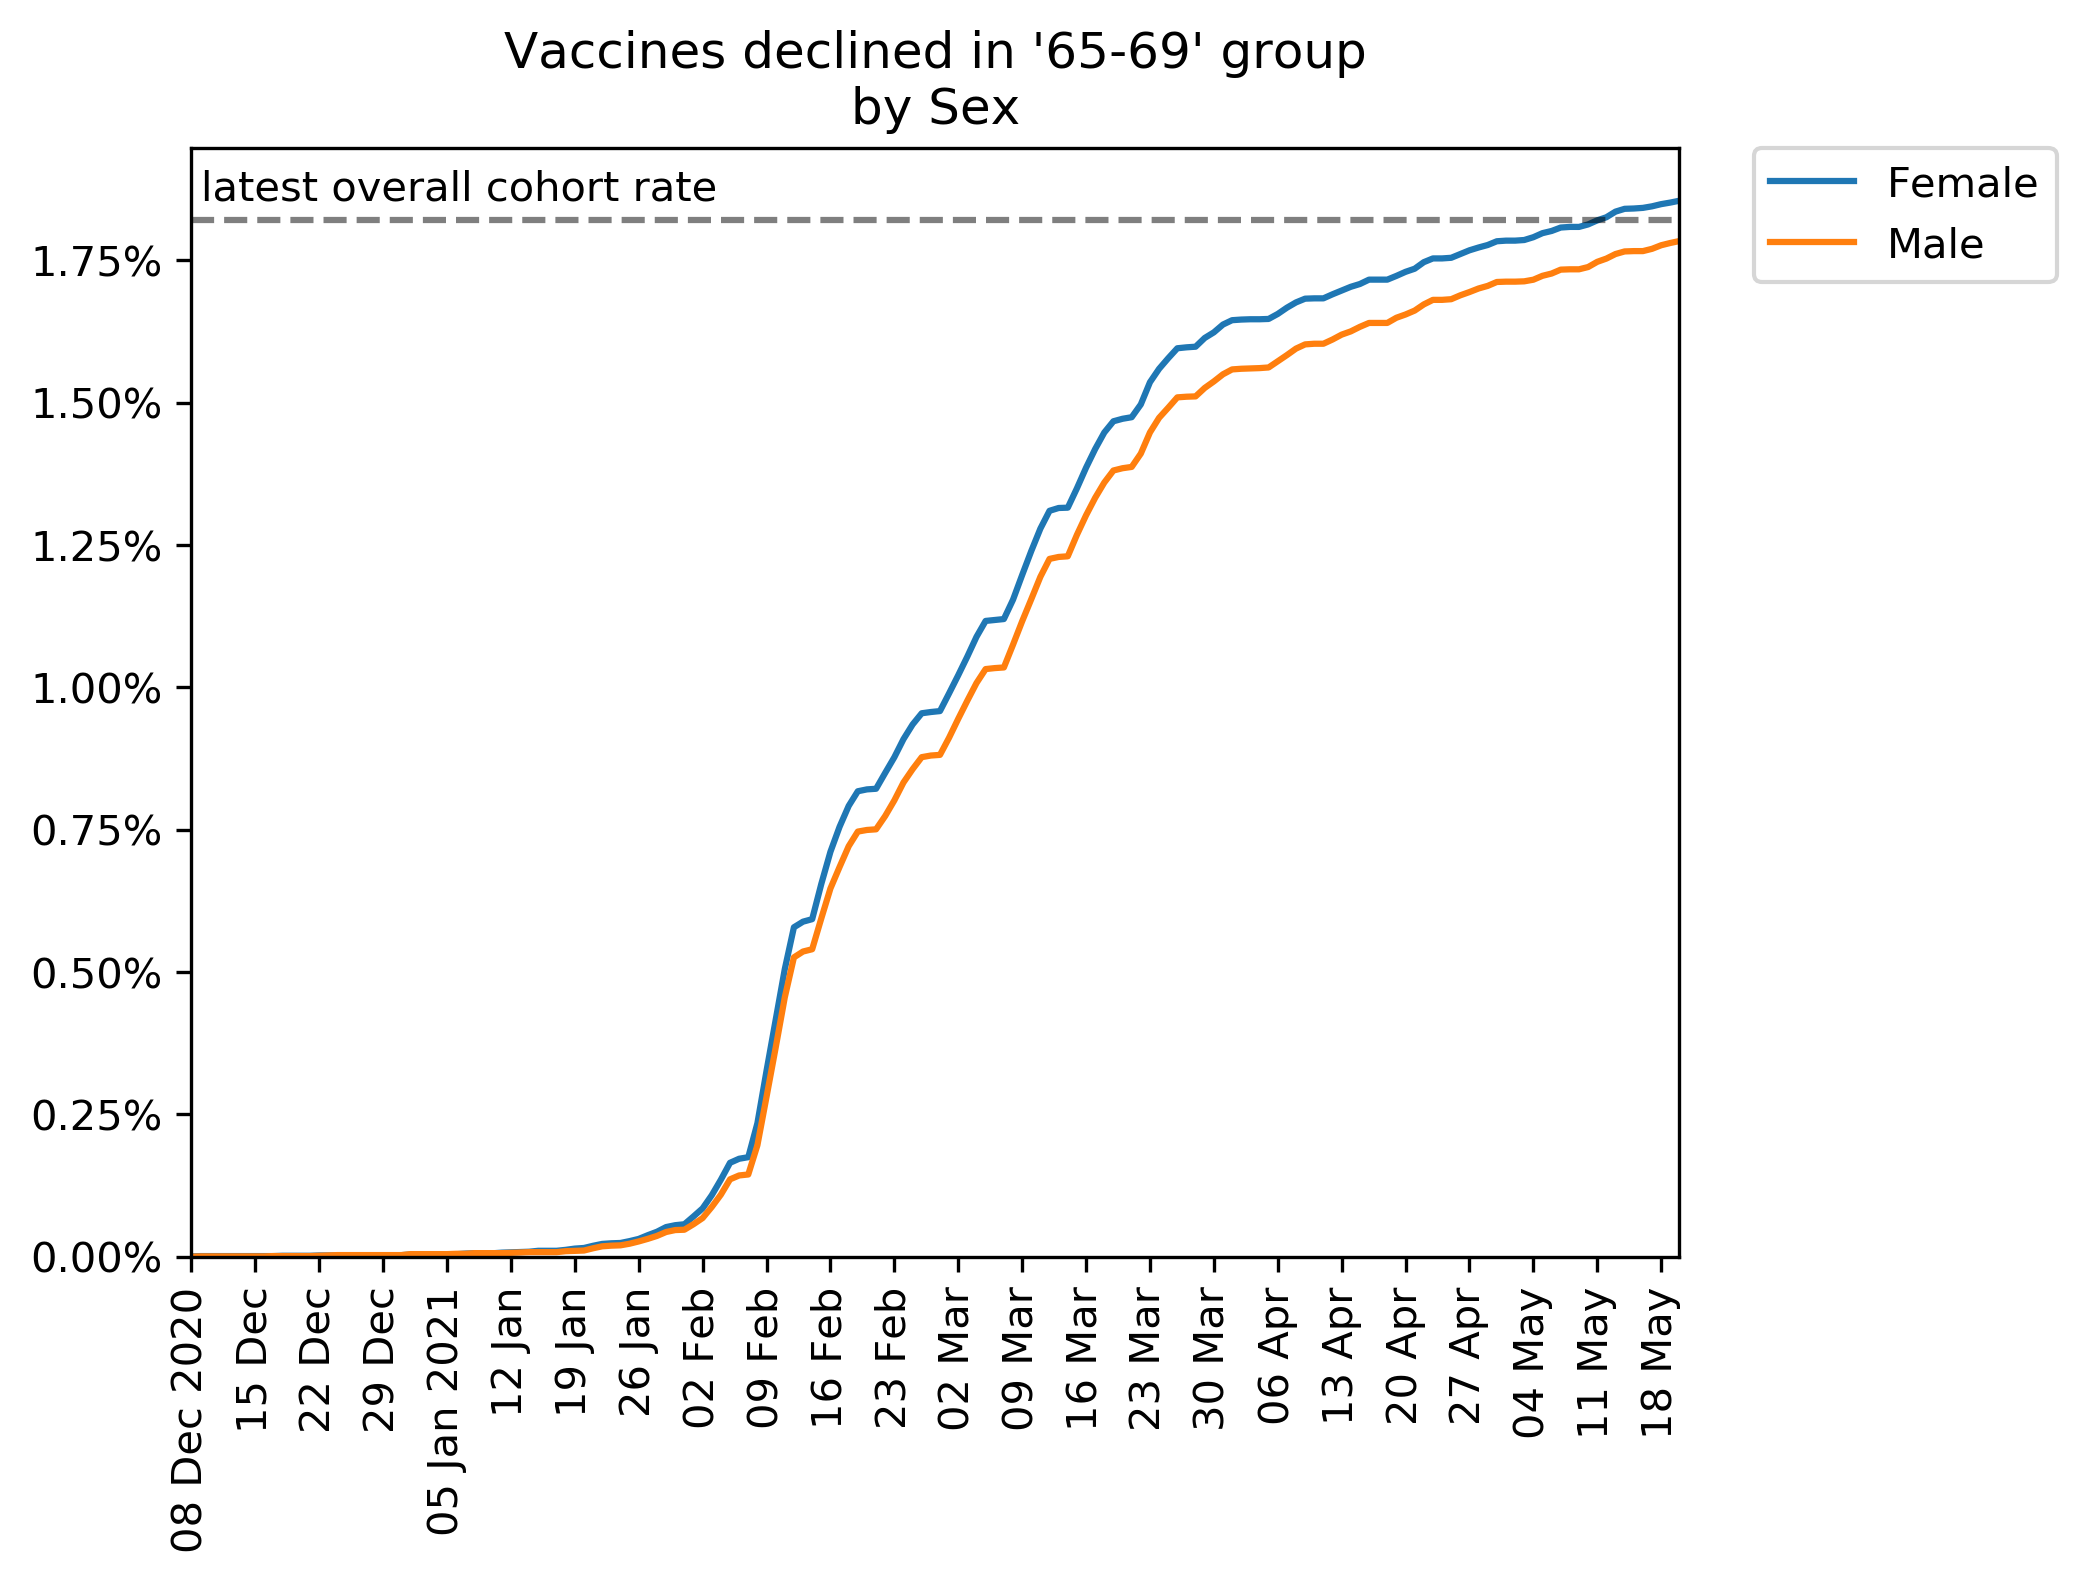 Vaccines declined in '65-69' group
by Sex
latest overall cohort rate
Female
Male
1.75%
1.50%
1.25%
1.00%
0.75%
0.50%
0.25%
0.00%
08 Dec 2020
15 Dec
22 Dec
29 Dec
05 Jan 2021
12 Jan
19 Jan
26 Jan
02 Feb
09 Feb
16 Feb
23 Feb
02 Mar
09 Mar
16 Mar
23 Mar
30 Mar
06 Apr
13 Apr
20 Apr
27 Apr
04 May
11 May
18 May